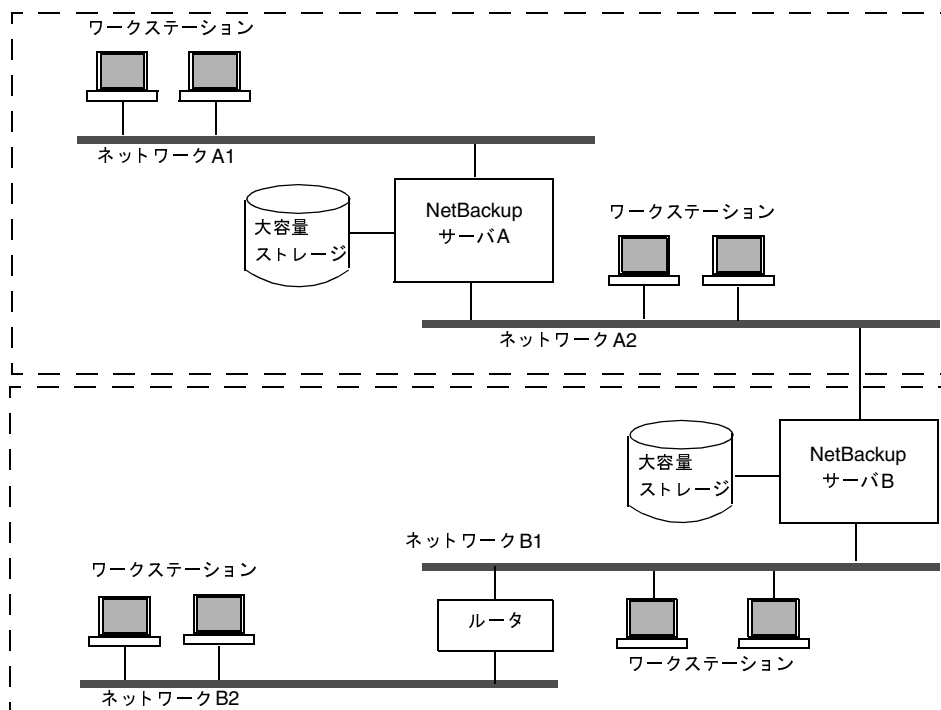 ワークステーション
ネットワークA1
NetBackup
サーバA
大容量
ストレージ
ワークステーション
ネットワークA2
NetBackup
サーバB
大容量
ストレージ
ネットワークB1
ワークステーション
ルータ
ワークステーション
ネットワークB2